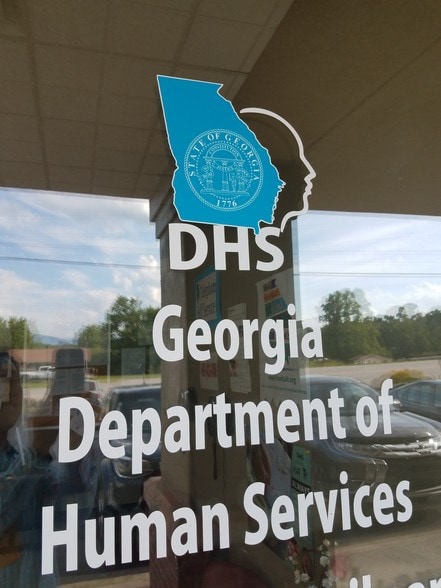 STATE OF GEORGIA
1776
DHS
Georgia
Department of
Human Services